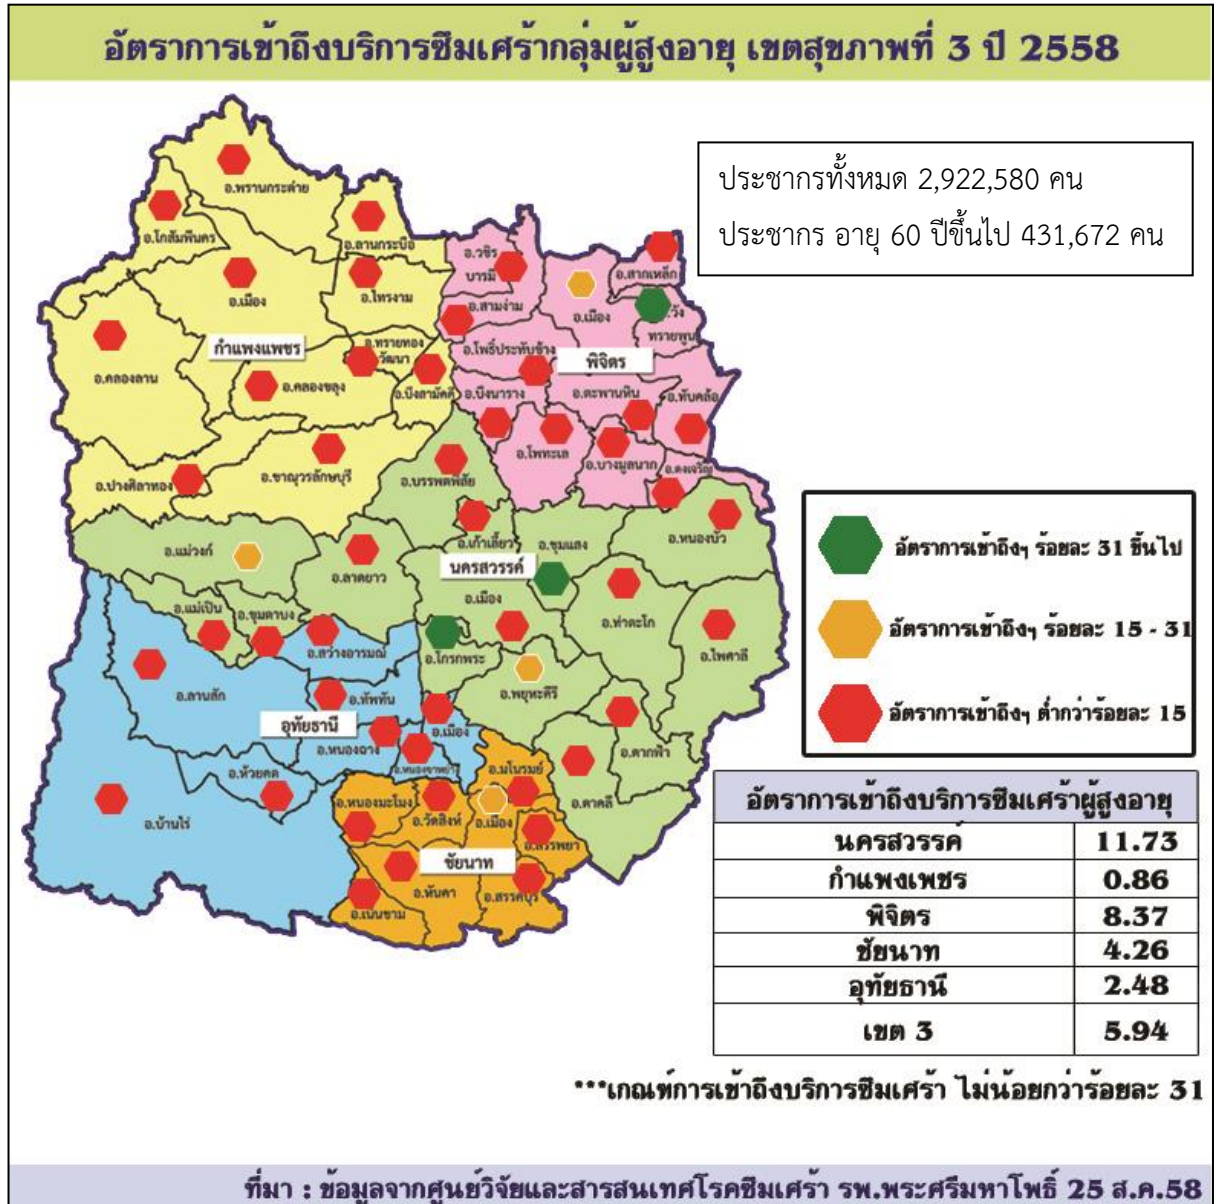 อัตราการเข้าถึงบริการซึมเศร้ากลุ่มผู้สูงอายุ เขตสุขภาพที่ 3 ปี 2558
ประชากรทั้งหมด 2,922,580 คน
ประชากร อายุ 60 ปีขึ้นไป 431,672 คน
อ.พรานกระต่าย
อ.โกสัมพีนคร
อ.ลานกระบือ
อ.เมือง
อ.ไทรงาม
กำแพงเพชร
อ.ทรายทอง
วัฒนา
อ.คลองลาน
อ.คลองขลุง
อ.บึงสามัคคี
อ.ปางศิลาทอง
อ.ขาณุวรลักษบุรี
อ.วชิร
บารมี
อ.สากเหล็ก
อ.เมือง
อ.วัง
ทรายพูน
อ.สามง่าม
อ.โพธิ์ประทับช้าง
พิจิตร
อ.บึงนาราง
อ.ตะพานหิน
อ.ทับคล้อ
อ.โพทะเล
อ.บางมูลนาก
อ.ดงเจริญ
อ.บรรพตพิสัย
อ.แม่วงก์
อ.ลาดยาว
อ.เก้าเลี้ยว
อ.ชุมแสง
อ.หนองบัว
นครสวรรค์
อ.เมือง
อ.แม่เปิน
อ.ชุมตาบง
อ.ท่าตะโก
อ.ไพศาลี
อ.โกรกพระ
อ.พยุหะคีรี
อ.ตากฟ้า
อ.ตาคลี
อ.สว่างอารมณ์
อ.ลานสัก
อ.ทัพทัน
อุทัยธานี
อ.เมือง
อ.หนองฉาง
อ.หนองขาหย่าง
อ.ห้วยคต
อ.บ้านไร่
อ.มโนรมย์
อ.หนองมะโมง
อ.วัดสิงห์
อ.เมือง
อ.สรรพยา
ชัยนาท
อ.หันคา
อ.สรรคบุรี
อ.เนินขาม
อัตราการเข้าถึงฯ ร้อยละ 31 ขึ้นไป
อัตราการเข้าถึงฯ ร้อยละ 15 - 31
อัตราการเข้าถึงฯ ต่ำกว่าร้อยละ 15
อัตราการเข้าถึงบริการซึมเศร้าผู้สูงอายุ
นครสวรรค์ 11.73
กำแพงเพชร 0.86
พิจิตร 8.37
ชัยนาท 4.26
อุทัยธานี 2.48
เขต 3 5.94
***เกณฑ์การเข้าถึงบริการซึมเศร้า ไม่น้อยกว่าร้อยละ 31
ที่มา : ข้อมูลจากศูนย์วิจัยและสารสนเทศโรคซึมเศร้า รพ.พระศรีมหาโพธิ์ 25 ส.ค.58